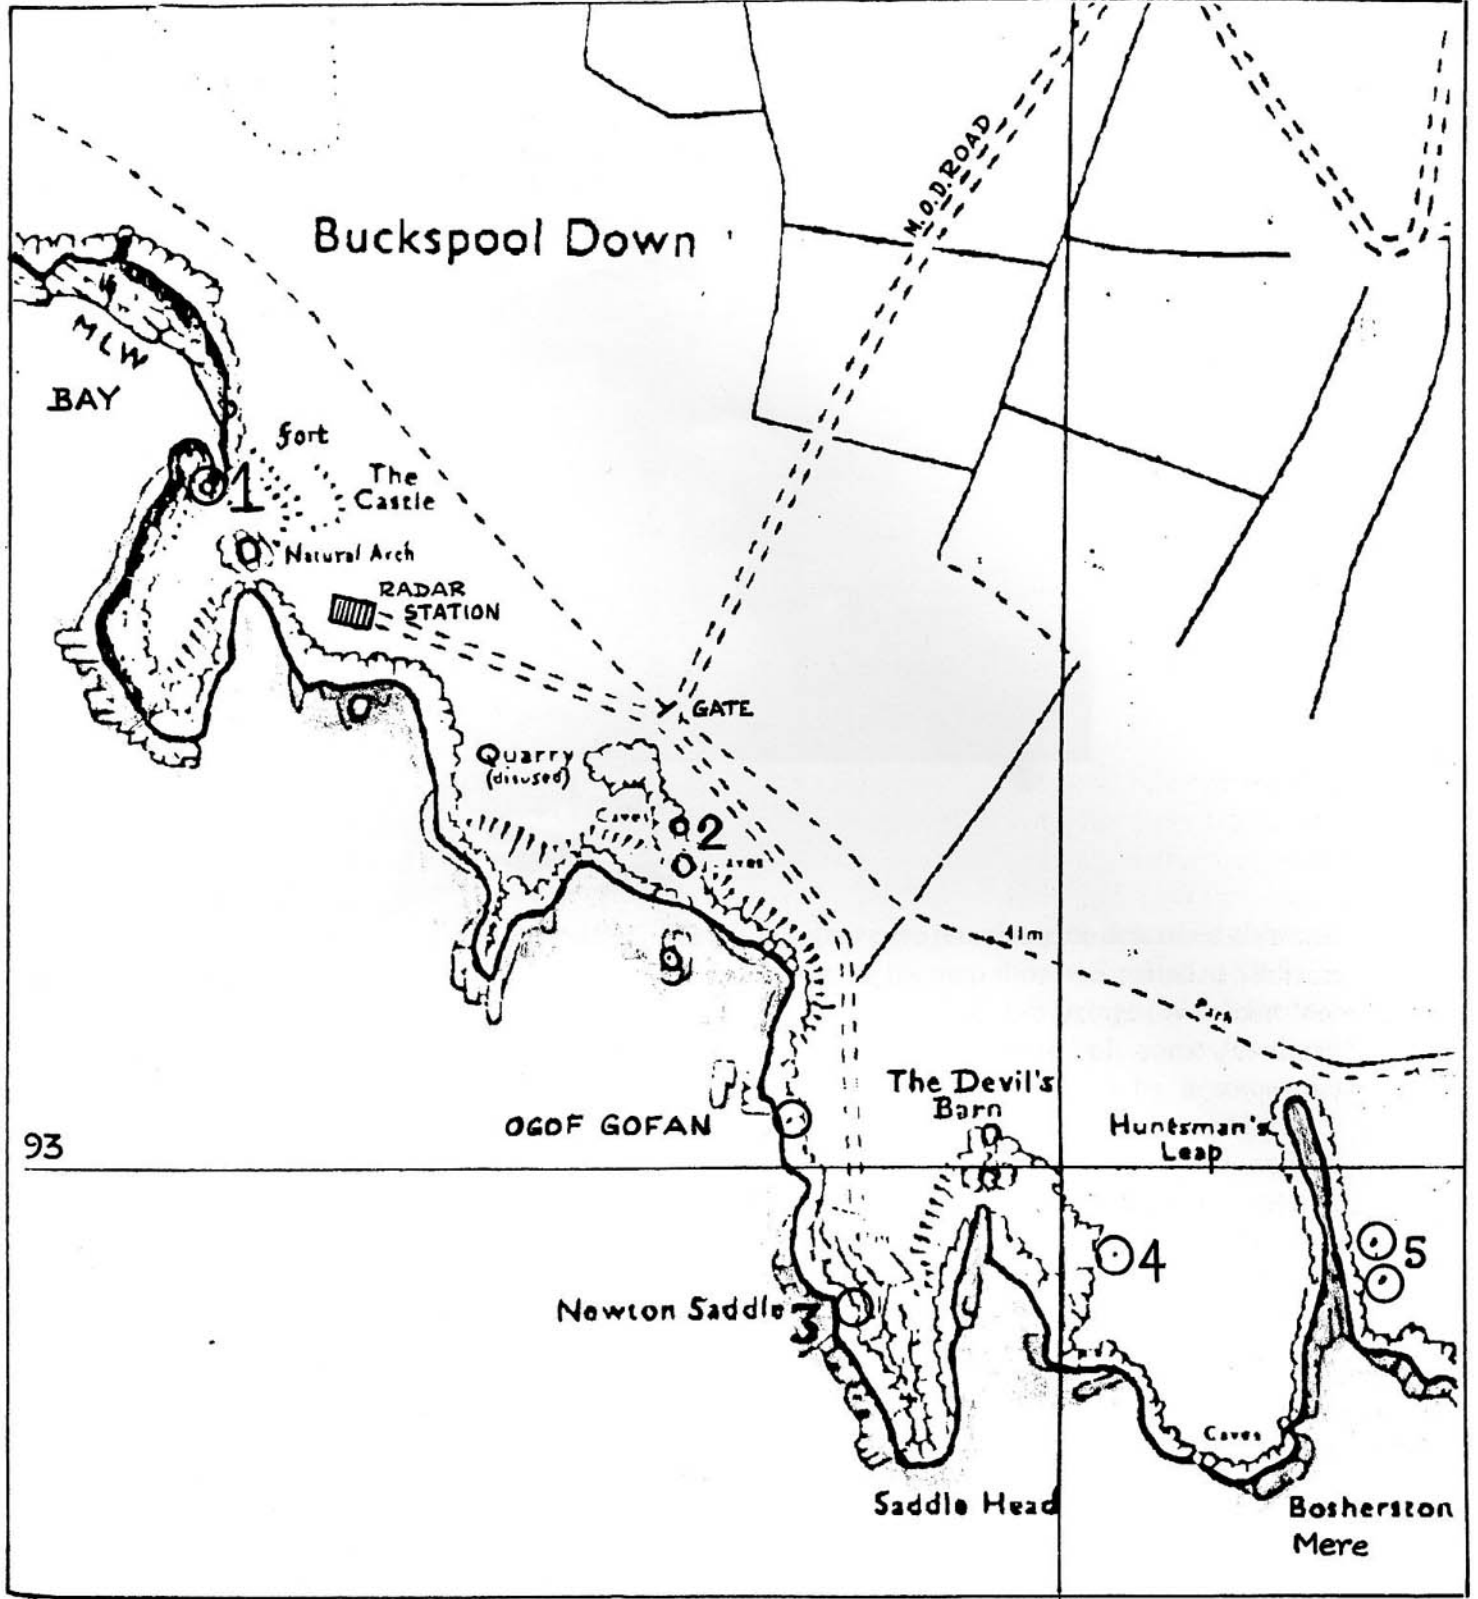 M.O.D. ROAD
Buckspool Down
MLW
BAY
fort
The
Castle
1
Natural Arch
RADAR
STATION
GATE
Quarry
(disused)
Caves
2
41m
Path
The Devil's
Barn
OGOF GOFAN
Huntsman's
Leap
93
4
5
Newton Saddle
3
Caves
Saddle Head
Bosherston
Mere